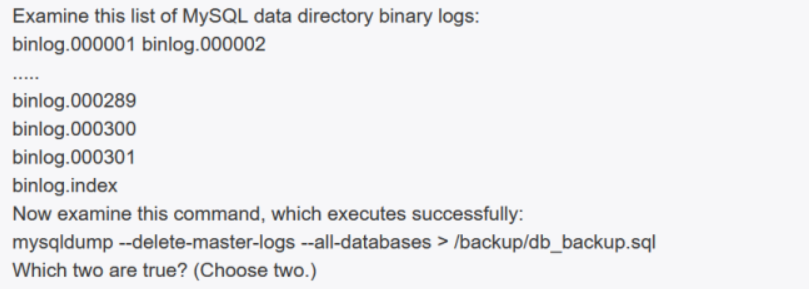 Examine this list of MySQL data directory binary logs:
binlog.000001 binlog.000002
.....
binlog.000289
binlog.000300
binlog.000301
binlog.index
Now examine this command, which executes successfully:
mysqldump --delete-master-logs --all-databases > /backup/db_backup.sql
Which two are true? (Choose two.)